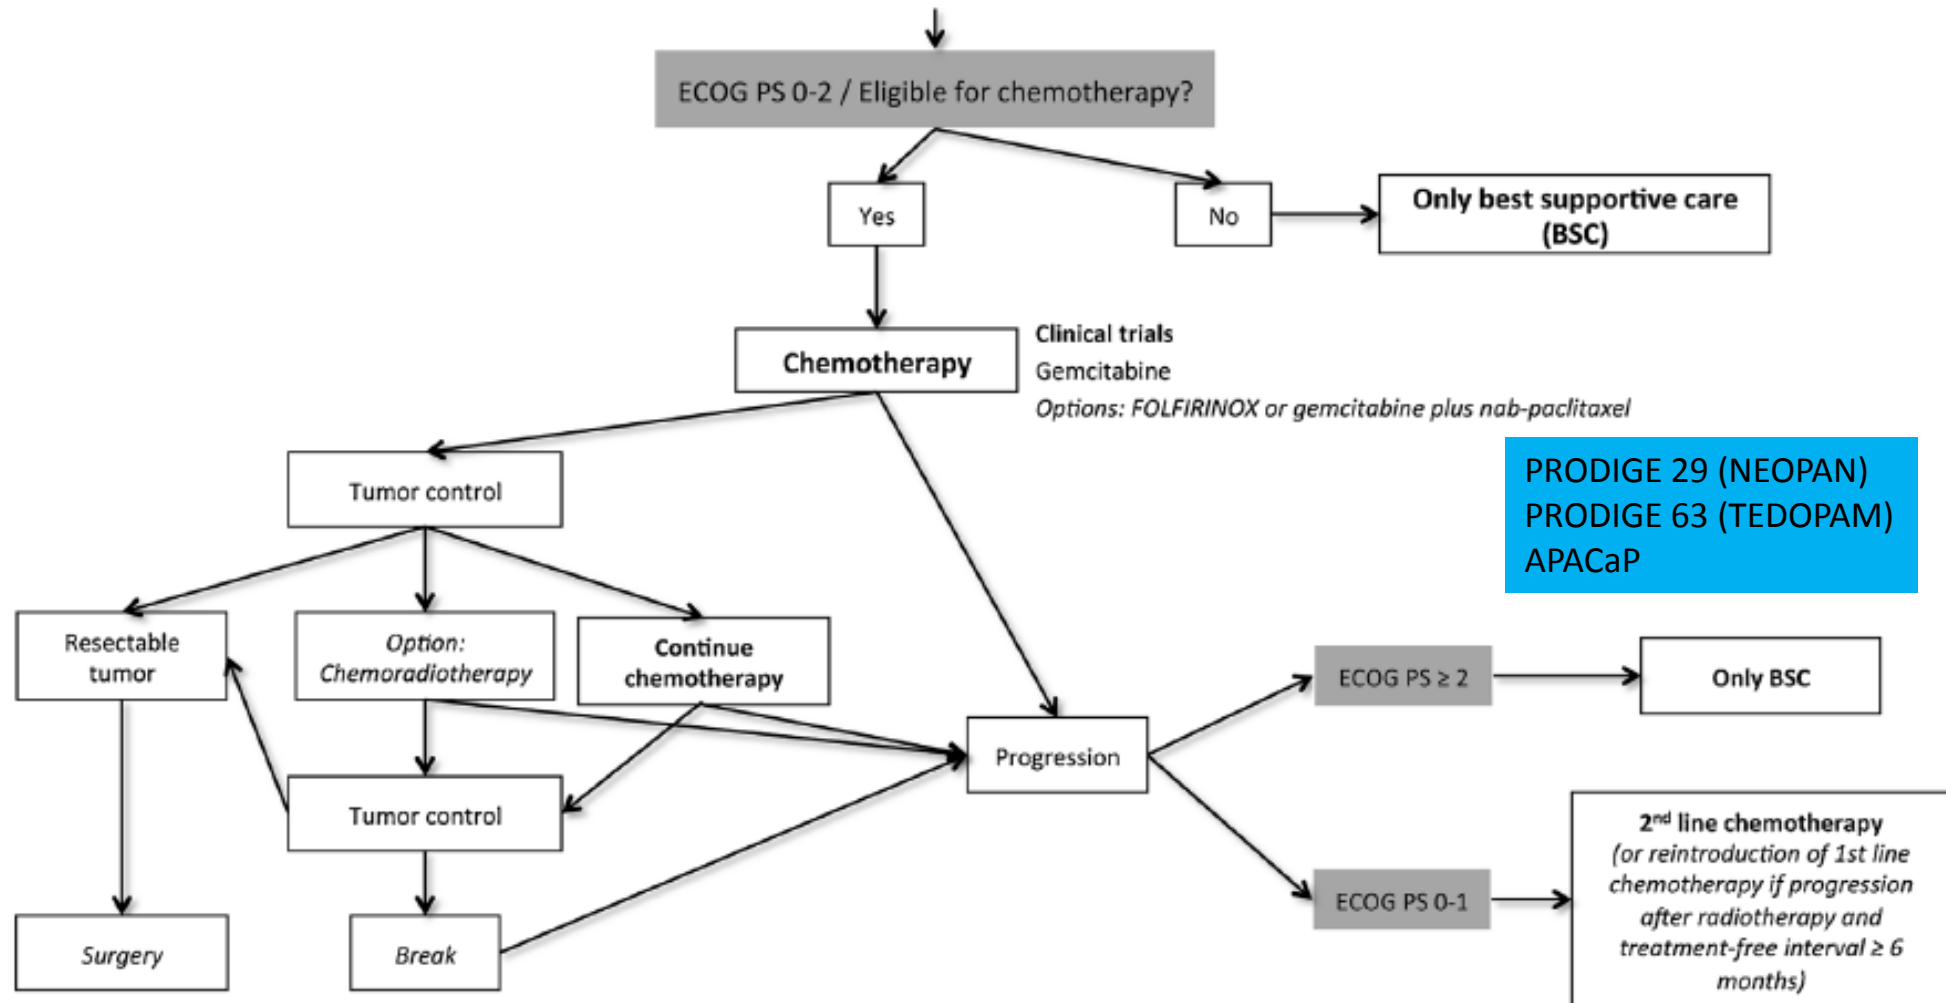 ECOG PS 0-2 / Eligible for chemotherapy?
Yes
No
Only best supportive care
(BSC)
Chemotherapy
Clinical trials
Gemcitabine
Options: FOLFIRINOX or gemcitabine plus nab-paclitaxel
Tumor control
PRODIGE 29 (NEOPAN)
PRODIGE 63 (TEDOPAM)
APACaP
Resectable
tumor
Option:
Chemoradiotherapy
Continue
chemotherapy
ECOG PS ≥ 2
Only BSC
Progression
Tumor control
2nd line chemotherapy
(or reintroduction of 1st line
chemotherapy if progression
after radiotherapy and
treatment-free interval ≥ 6
months)
ECOG PS 0-1
Surgery
Break